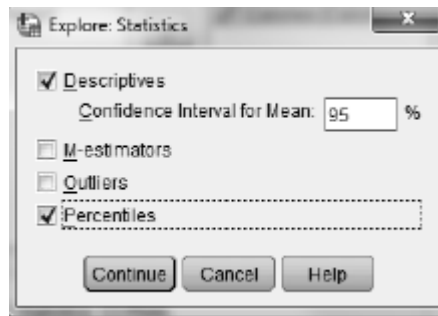 Explore: Statistics
Descriptives
Confidence Interval for Mean: 95 %
M-estimators
Outliers
Percentiles
Continue Cancel Help